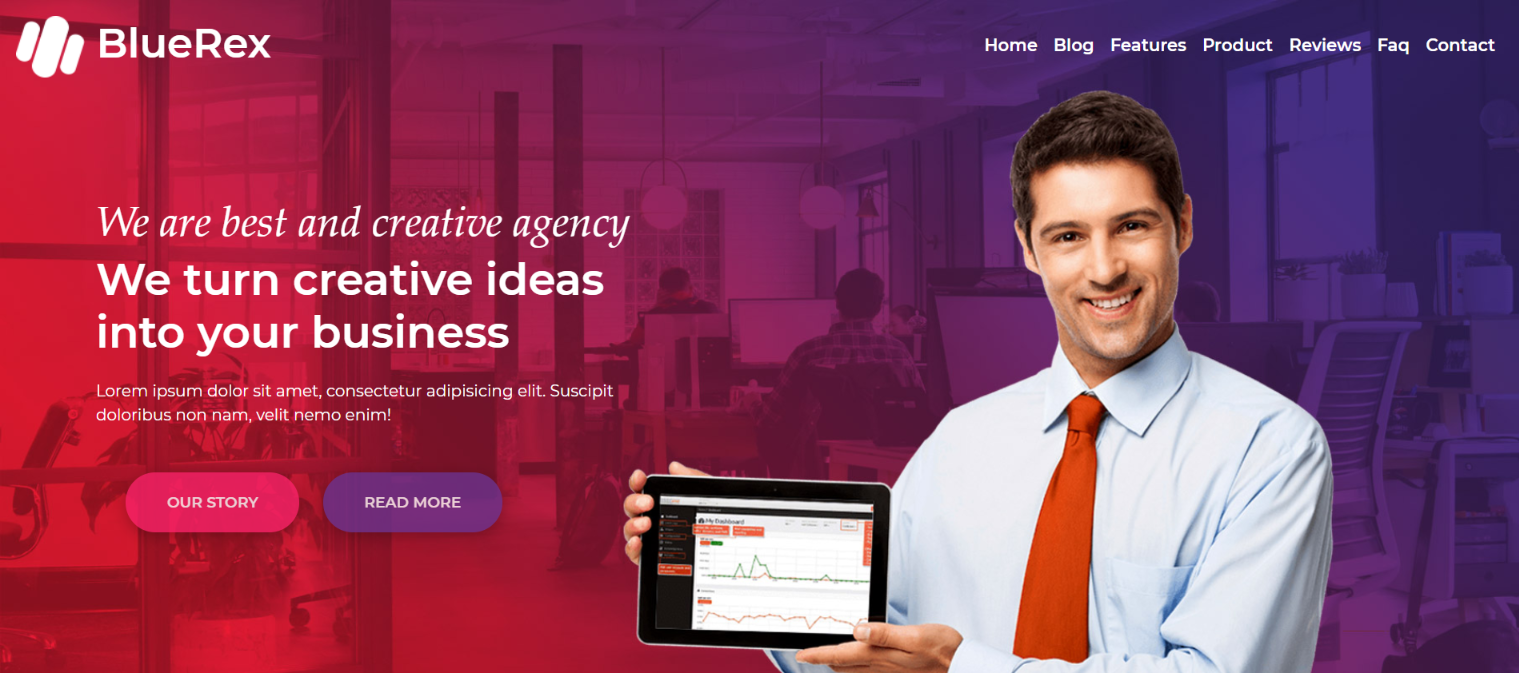 BlueRex
Home Blog Features Product Reviews Faq Contact
We are best and creative agency
We turn creative ideas
into your business
Lorem ipsum dolor sit amet, consectetur adipisicing elit. Suscipit
doloribus non nam, velit nemo enim!
OUR STORY READ MORE
My Dashboard